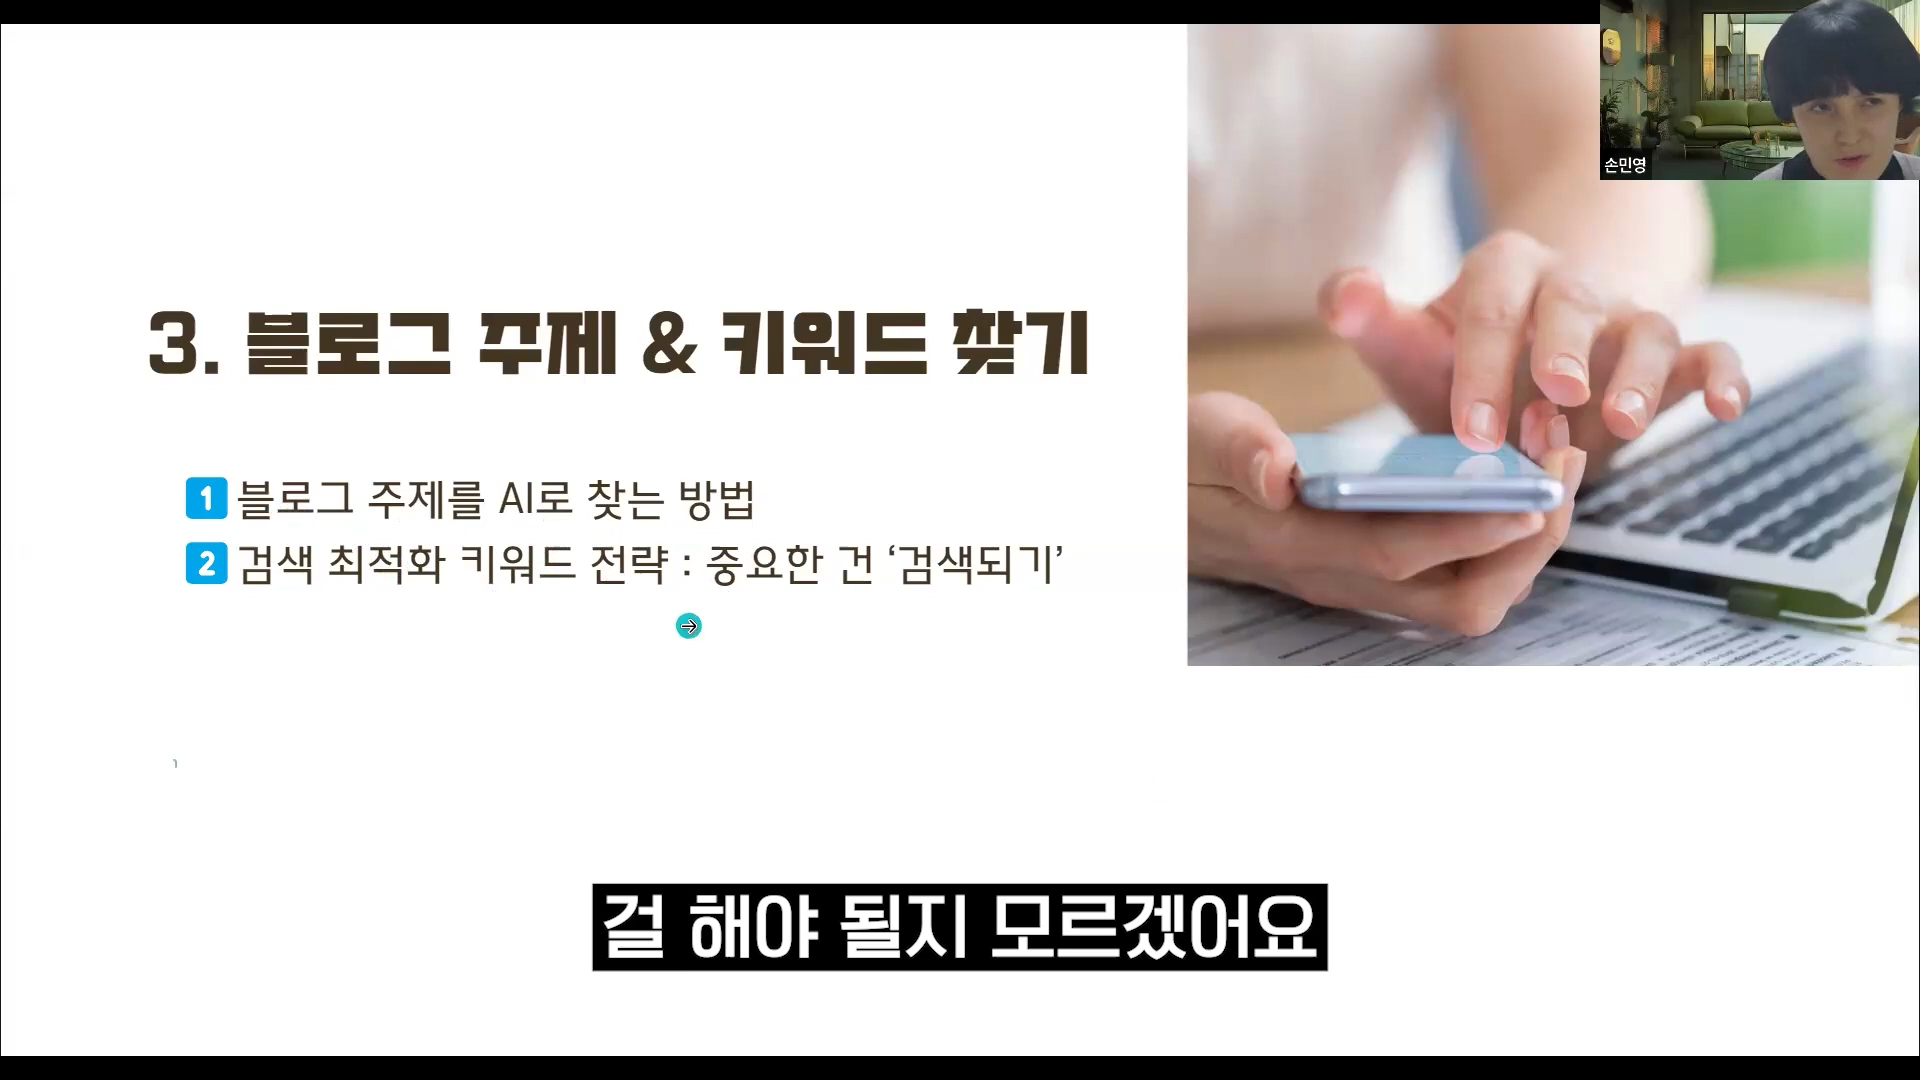 손민영
3. 블로그 주제 & 키워드 찾기
1 블로그 주제를 AI로 찾는 방법
2 검색 최적화 키워드 전략 : 중요한 건 ‘검색되기’
걸 해야 될지 모르겠어요